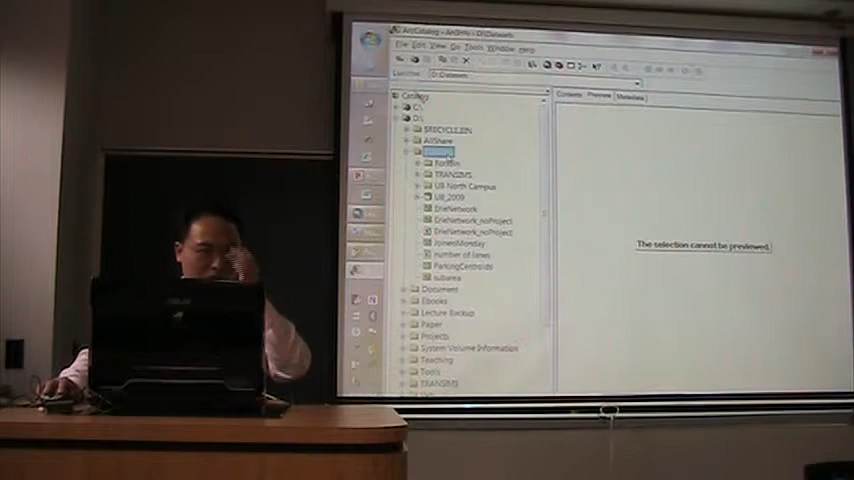 ArcCatalog - ArcInfo - D:\Datasets
File Edit View Go Tools Window Help
Location: D:\Datasets
Catalog
Contents Preview Metadata
C:\
D:\
$RECYCLE.BIN
AllShare
TRANSIMS
UB North Campus
UB_2009
ErieNetwork
ErieNetwork_noProject
ErieNetwork_noProject
JoinedMonday
number of lanes
ParkingCentroids
subarea
Document
Ebooks
Lecture Backup
Paper
Projects
System Volume Information
Teaching
Tools
TRANSIMS
The selection cannot be previewed.